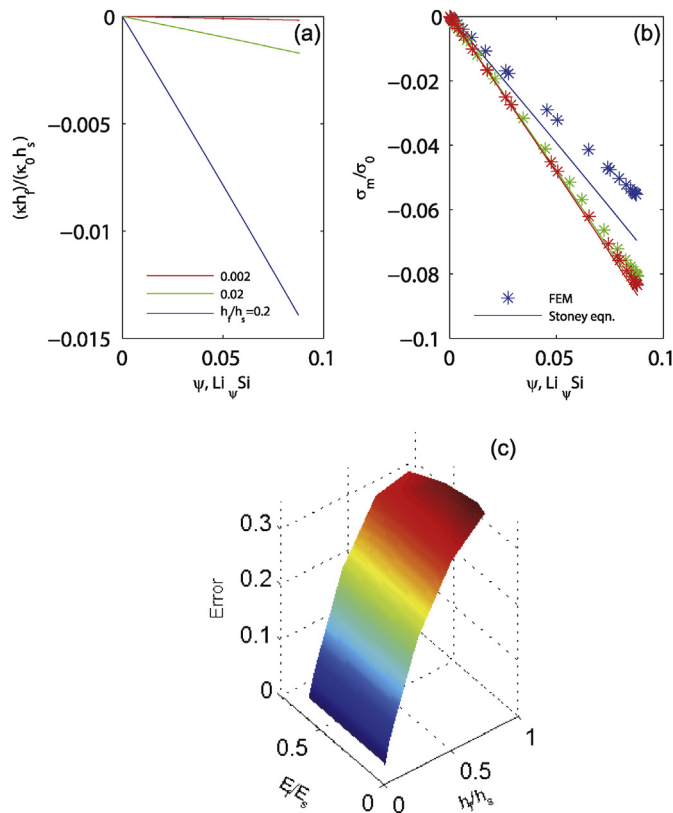 (a)
0
−0.005
−0.01
−0.015
(κh_f)/(κ_0h_s)
0.002
0.02
h_f/h_s=0.2
0 0.05 0.1
ψ, Li_ψSi
(b)
0
−0.02
−0.04
−0.06
−0.08
−0.1
σ_m/σ_0
FEM
Stoney eqn.
0 0.05 0.1
ψ, Li_ψSi
(c)
0.3
0.2
0.1
0
Error
0.5
0
E_f/E_s
0
0.5
1
h_f/h_s